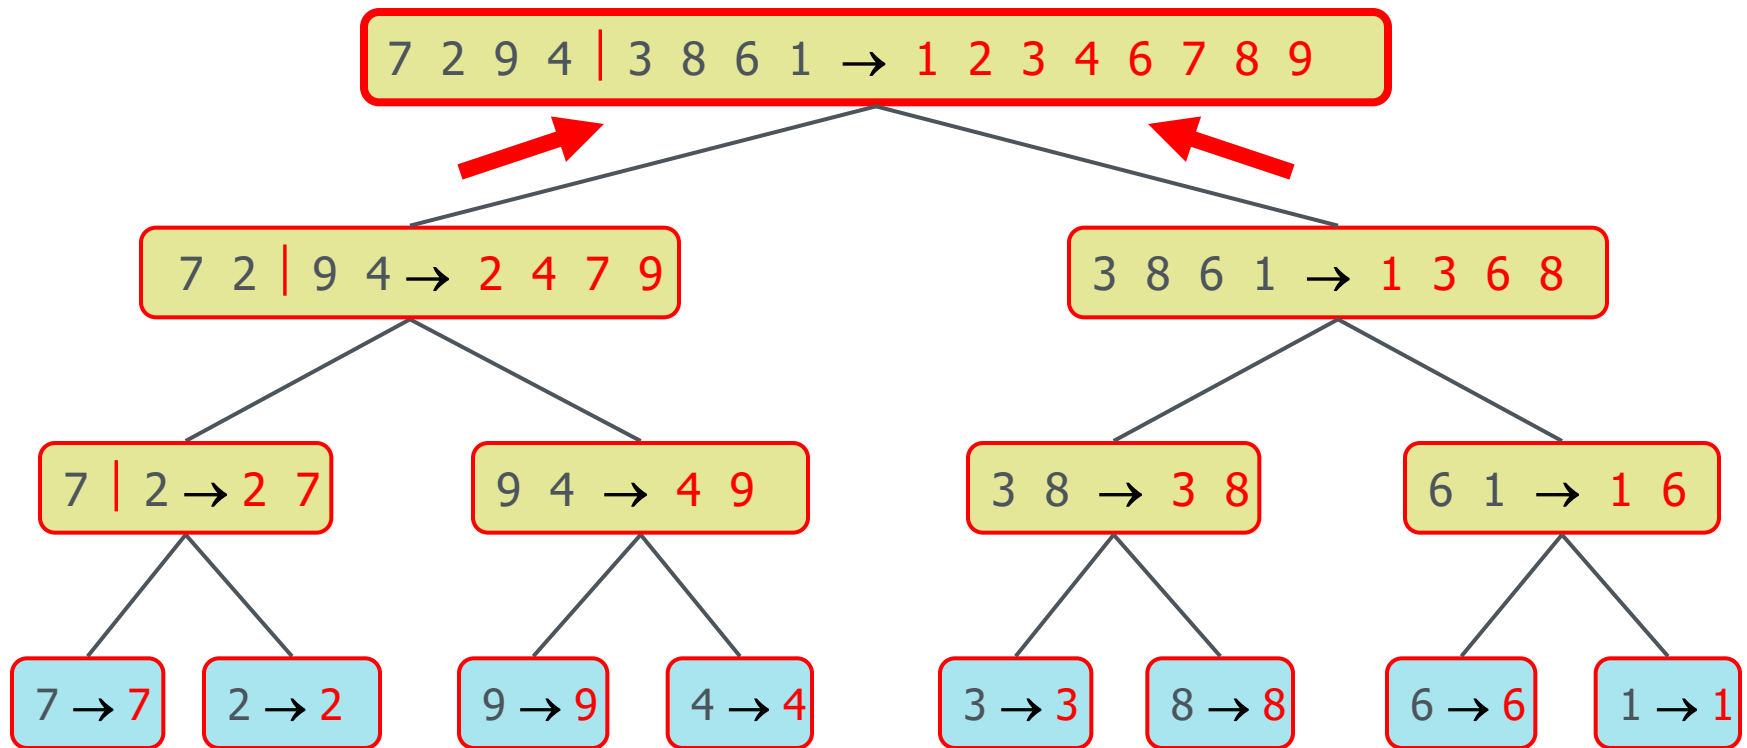 7 2 9 4 | 3 8 6 1 → 1 2 3 4 6 7 8 9
7 2 | 9 4 → 2 4 7 9
3 8 6 1 → 1 3 6 8
7 | 2 → 2 7
9 4 → 4 9
3 8 → 3 8
6 1 → 1 6
7 → 7
2 → 2
9 → 9
4 → 4
3 → 3
8 → 8
6 → 6
1 → 1